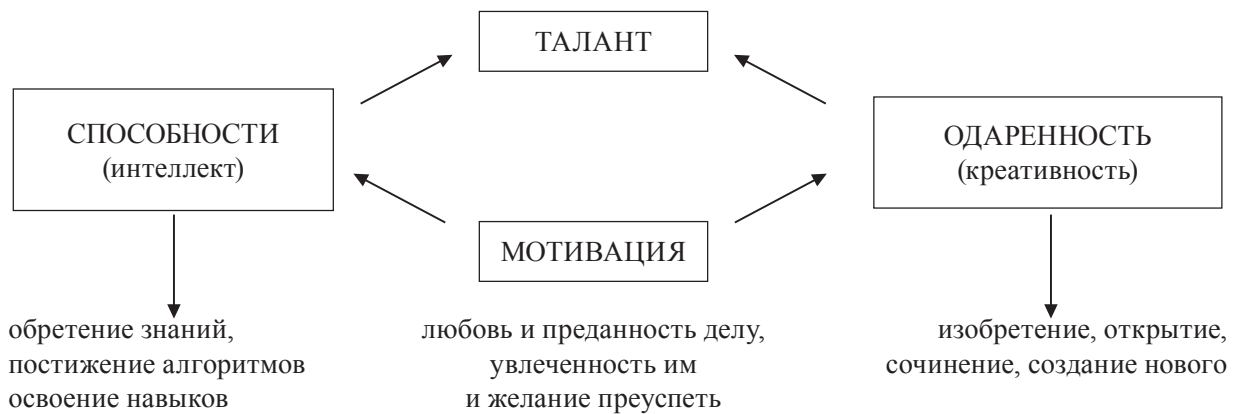 ТАЛАНТ
СПОСОБНОСТИ
(интеллект)
ОДАРЕННОСТЬ
(креативность)
МОТИВАЦИЯ
обретение знаний,
постижение алгоритмов
освоение навыков
любовь и преданность делу,
увлеченность им
и желание преуспеть
изобретение, открытие,
сочинение, создание нового